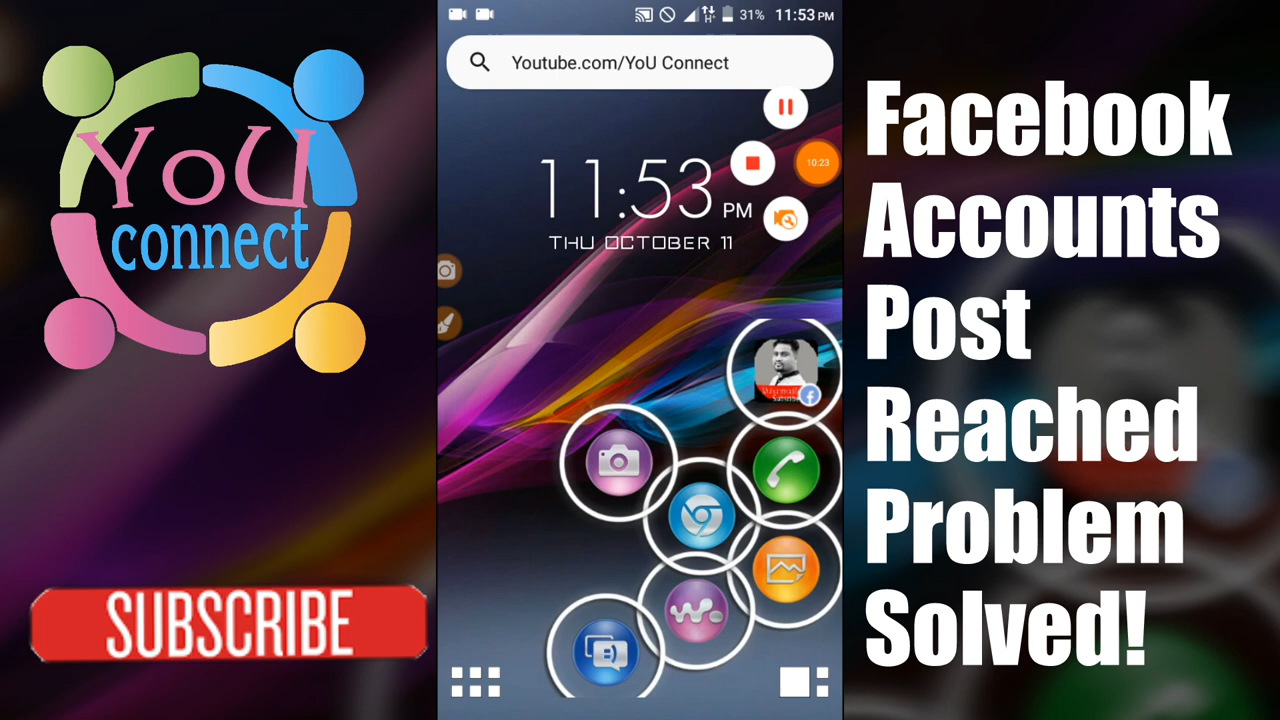 YoU
connect
SUBSCRIBE
H+ 31% 11:53 PM
Youtube.com/YoU Connect
10:23
11:53 PM
THU OCTOBER 11
Facebook
Accounts
Post
Reached
Problem
Solved!